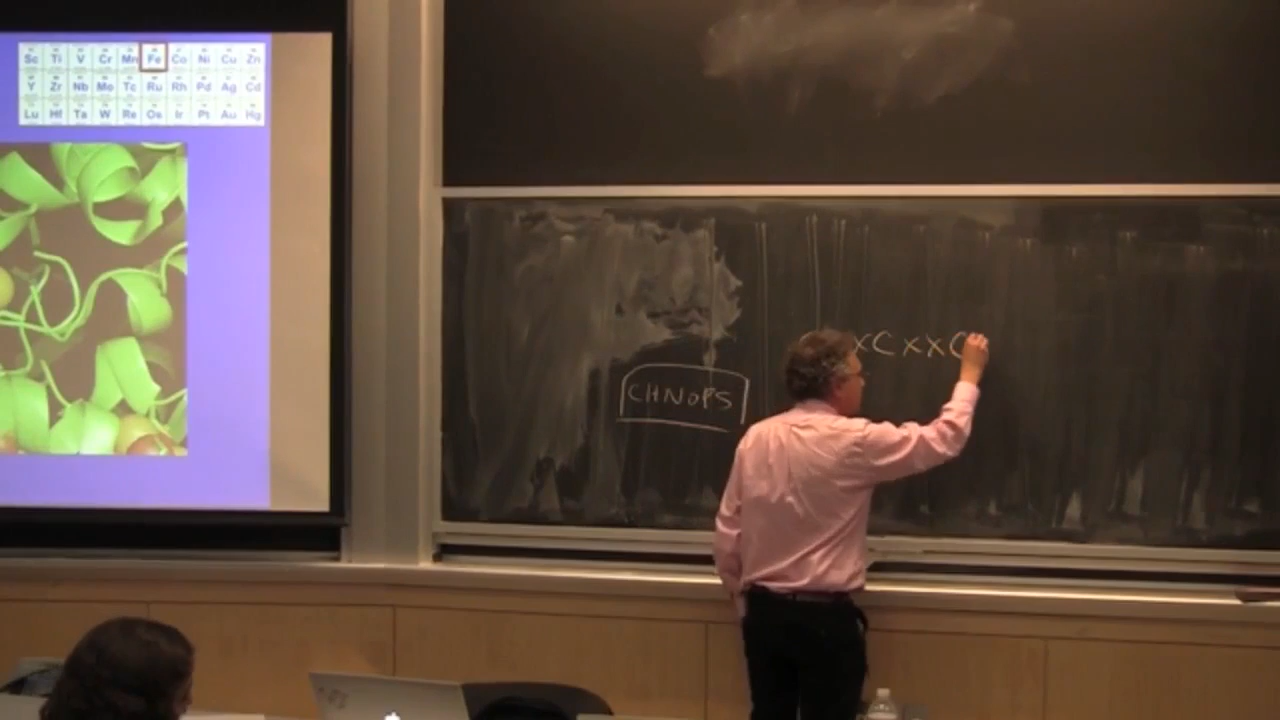 Sc Ti V Cr Mn Fe Co Ni Cu Zn
Y Zr Nb Mo Tc Ru Rh Pd Ag Cd
Lu Hf Ta W Re Os Ir Pt Au Hg
XCXXC
CHNOPS